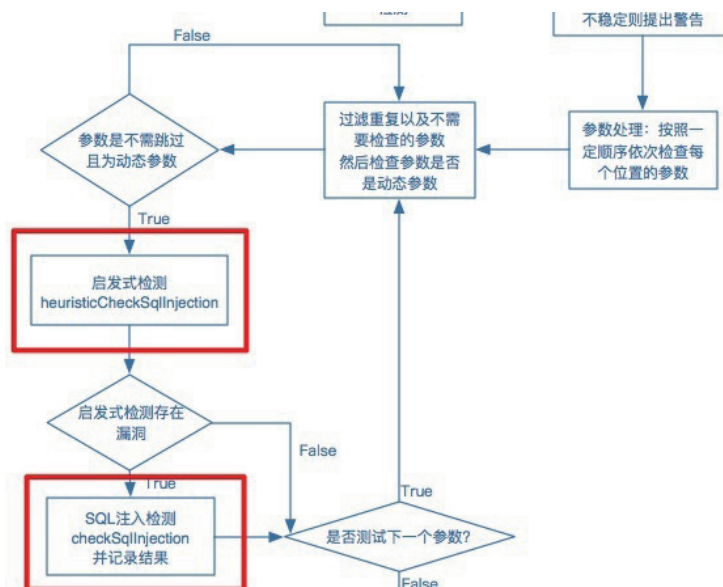 不稳定则提出警告
False
参数是不需跳过
且为动态参数
过滤重复以及不需
要检查的参数
然后检查参数是否
是动态参数
参数处理：按照一
定顺序依次检查每
个位置的参数
True
启发式检测
heuristicCheckSqlInjection
启发式检测存在
漏洞
False
True
SQL注入检测
checkSqlInjection
并记录结果
True
是否测试下一个参数?
False